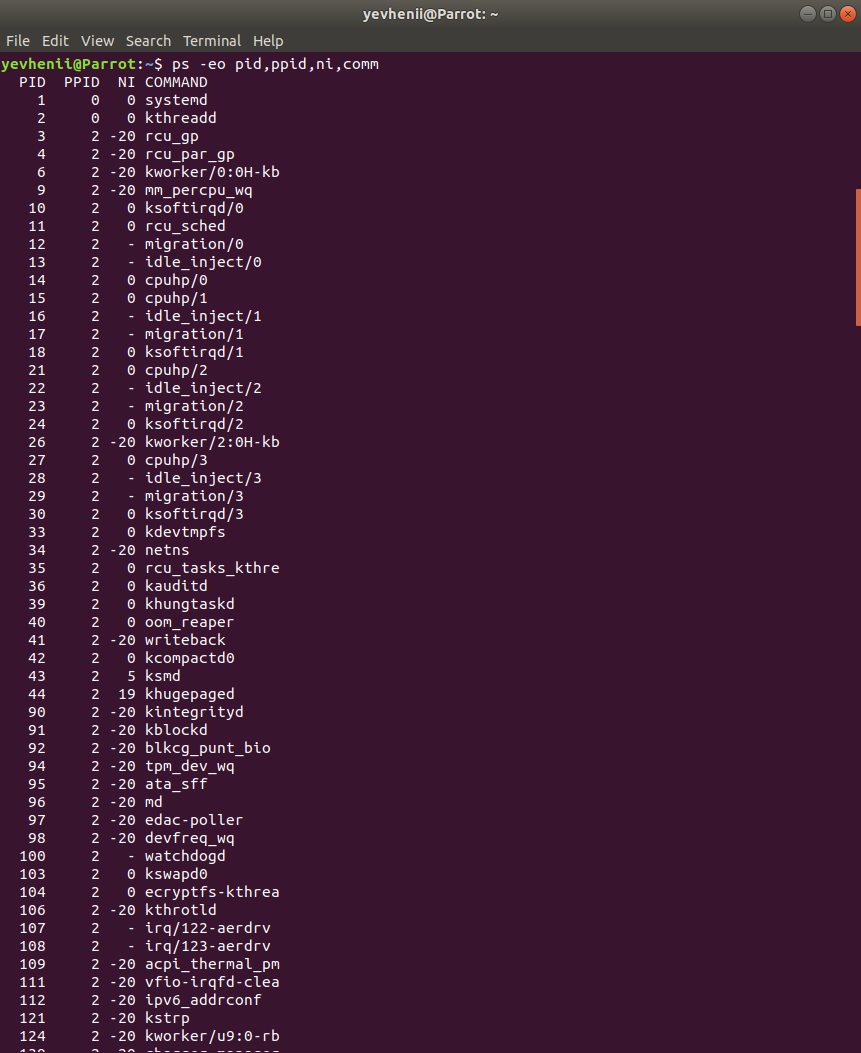 yevhenii@Parrot: ~
File Edit View Search Terminal Help
yevhenii@Parrot:~$ ps -eo pid,ppid,ni,comm
PID PPID NI COMMAND
1 0 0 systemd
2 0 0 kthreadd
3 2 -20 rcu_gp
4 2 -20 rcu_par_gp
6 2 -20 kworker/0:0H-kb
9 2 -20 mm_percpu_wq
10 2 0 ksoftirqd/0
11 2 0 rcu_sched
12 2 - migration/0
13 2 - idle_inject/0
14 2 0 cpuhp/0
15 2 0 cpuhp/1
16 2 - idle_inject/1
17 2 - migration/1
18 2 0 ksoftirqd/1
21 2 0 cpuhp/2
22 2 - idle_inject/2
23 2 - migration/2
24 2 0 ksoftirqd/2
26 2 -20 kworker/2:0H-kb
27 2 0 cpuhp/3
28 2 - idle_inject/3
29 2 - migration/3
30 2 0 ksoftirqd/3
33 2 0 kdevtmpfs
34 2 -20 netns
35 2 0 rcu_tasks_kthre
36 2 0 kauditd
39 2 0 khungtaskd
40 2 0 oom_reaper
41 2 -20 writeback
42 2 0 kcompactd0
43 2 5 ksmd
44 2 19 khugepaged
90 2 -20 kintegrityd
91 2 -20 kblockd
92 2 -20 blkcg_punt_bio
94 2 -20 tpm_dev_wq
95 2 -20 ata_sff
96 2 -20 md
97 2 -20 edac-poller
98 2 -20 devfreq_wq
100 2 - watchdogd
103 2 0 kswapd0
104 2 0 ecryptfs-kthrea
106 2 -20 kthrotld
107 2 - irq/122-aerdrv
108 2 - irq/123-aerdrv
109 2 -20 acpi_thermal_pm
111 2 -20 vfio-irqfd-clea
112 2 -20 ipv6_addrconf
121 2 -20 kstrp
124 2 -20 kworker/u9:0-rb